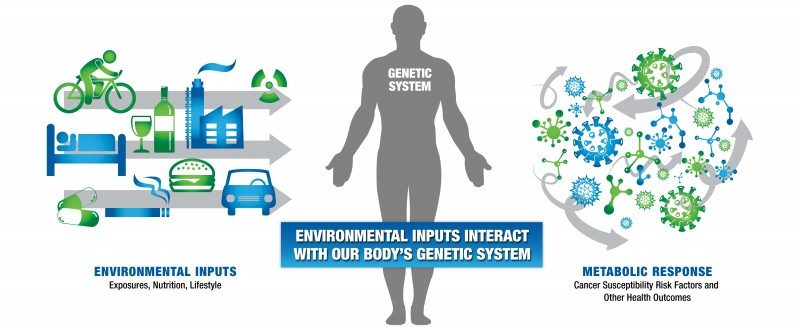 GENETIC
SYSTEM
ENVIRONMENTAL INPUTS INTERACT
WITH OUR BODY'S GENETIC SYSTEM
ENVIRONMENTAL INPUTS
Exposures, Nutrition, Lifestyle
METABOLIC RESPONSE
Cancer Susceptibility Risk Factors and
Other Health Outcomes